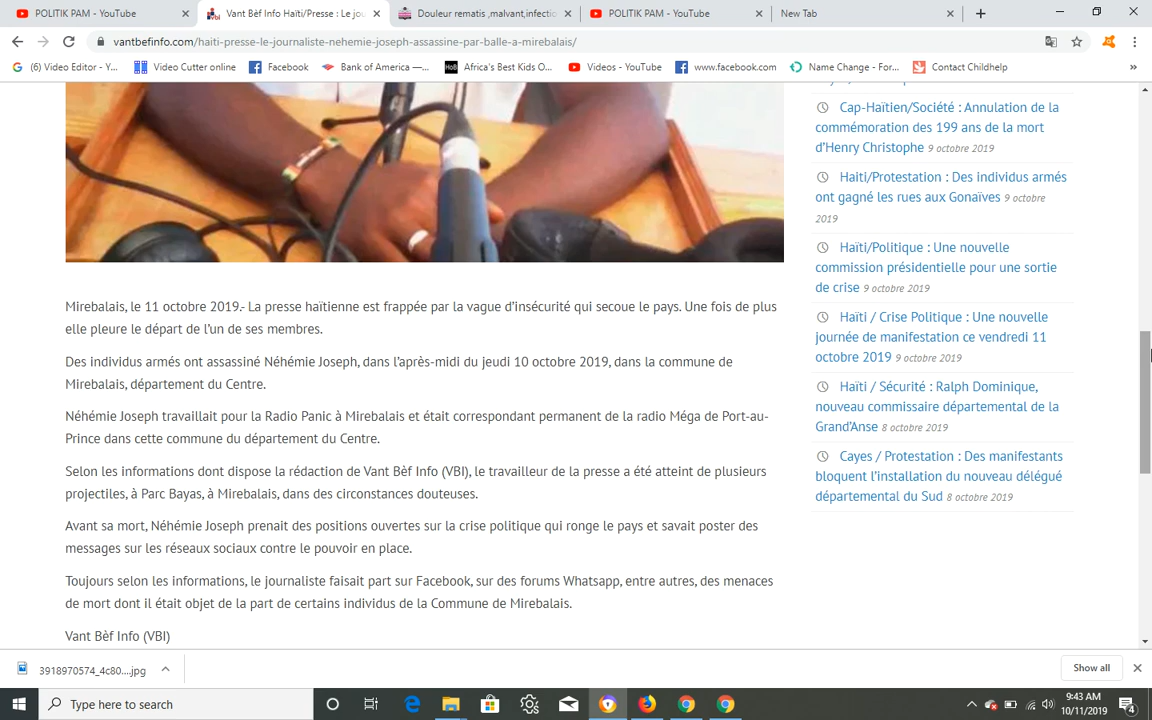 POLITIK PAM - YouTube
Vant Bèf Info Haïti/Presse : Le jou
Douleur rematis ,malvant,infectio
POLITIK PAM - YouTube
New Tab
vantbefinfo.com/haiti-presse-le-journaliste-nehemie-joseph-assassine-par-balle-a-mirebalais/
(6) Video Editor - Y...
Video Cutter online
Facebook
Bank of America —...
Africa's Best Kids O...
Videos - YouTube
www.facebook.com
Name Change - For...
Contact Childhelp
»
Mirebalais, le 11 octobre 2019.- La presse haïtienne est frappée par la vague d'insécurité qui secoue le pays. Une fois de plus
elle pleure le départ de l'un de ses membres.
Des individus armés ont assassiné Néhémie Joseph, dans l'après-midi du jeudi 10 octobre 2019, dans la commune de
Mirebalais, département du Centre.
Néhémie Joseph travaillait pour la Radio Panic à Mirebalais et était correspondant permanent de la radio Méga de Port-au-
Prince dans cette commune du département du Centre.
Selon les informations dont dispose la rédaction de Vant Bèf Info (VBI), le travailleur de la presse a été atteint de plusieurs
projectiles, à Parc Bayas, à Mirebalais, dans des circonstances douteuses.
Avant sa mort, Néhémie Joseph prenait des positions ouvertes sur la crise politique qui ronge le pays et savait poster des
messages sur les réseaux sociaux contre le pouvoir en place.
Toujours selon les informations, le journaliste faisait part sur Facebook, sur des forums Whatsapp, entre autres, des menaces
de mort dont il était objet de la part de certains individus de la Commune de Mirebalais.
Vant Bèf Info (VBI)
Cap-Haïtien/Société : Annulation de la
commémoration des 199 ans de la mort
d'Henry Christophe 9 octobre 2019
Haiti/Protestation : Des individus armés
ont gagné les rues aux Gonaïves 9 octobre
2019
Haïti/Politique : Une nouvelle
commission présidentielle pour une sortie
de crise 9 octobre 2019
Haïti / Crise Politique : Une nouvelle
journée de manifestation ce vendredi 11
octobre 2019 9 octobre 2019
Haïti / Sécurité : Ralph Dominique,
nouveau commissaire départemental de la
Grand'Anse 8 octobre 2019
Cayes / Protestation : Des manifestants
bloquent l'installation du nouveau délégué
départemental du Sud 8 octobre 2019
3918970574_4c80....jpg
Show all
Type here to search
9:43 AM
10/11/2019
4